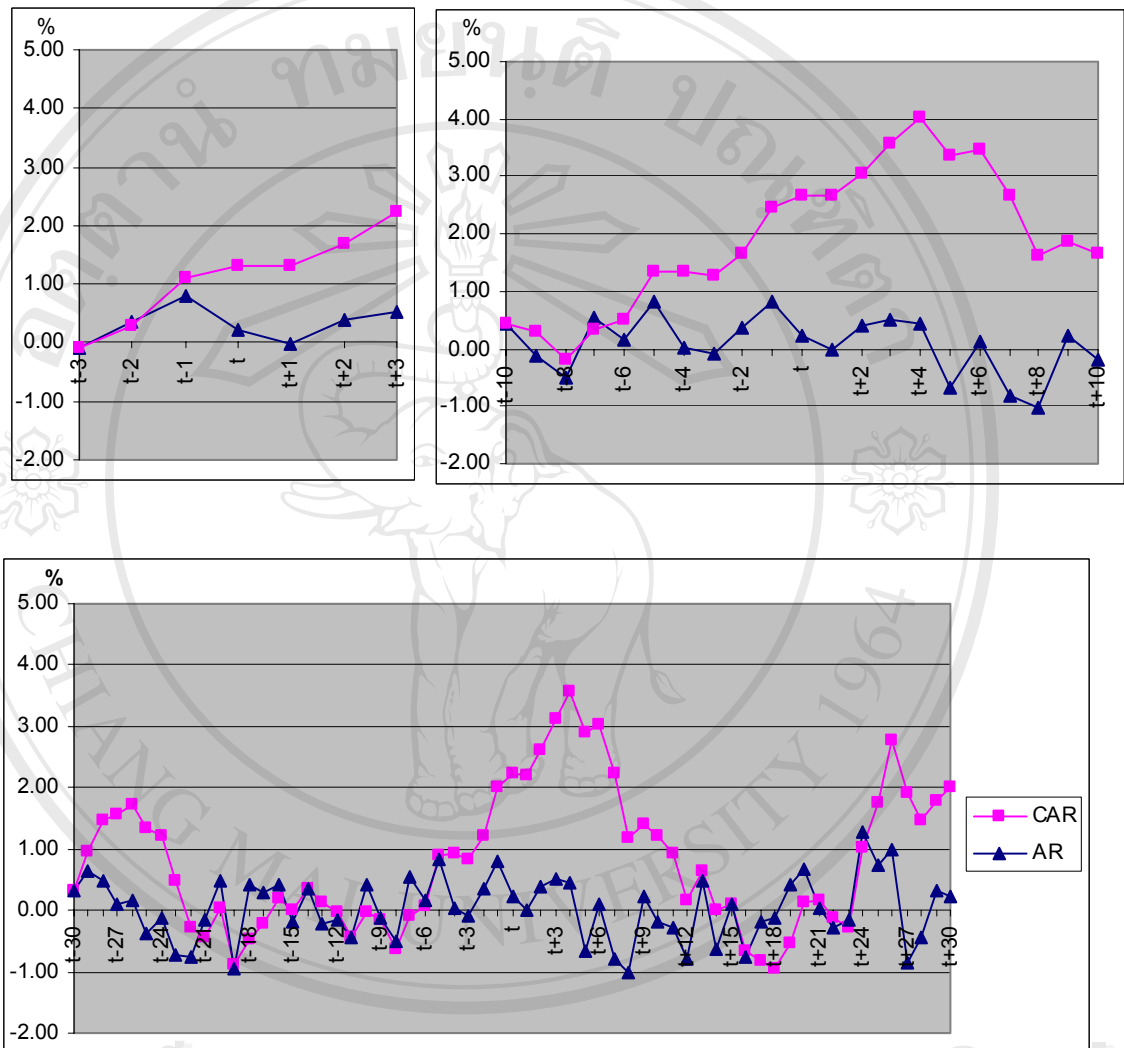 %
5.00
4.00
3.00
2.00
1.00
0.00
-1.00
-2.00
t-3
t-2
t-1
t
t+1
t+2
t+3
%
5.00
4.00
3.00
2.00
1.00
0.00
-1.00
-2.00
t-10
t-8
t-6
t-4
t-2
t
t+2
t+4
t+6
t+8
t+10
%
5.00
4.00
3.00
2.00
1.00
0.00
-1.00
-2.00
t-30
t-27
t-24
t-21
t-18
t-15
t-12
t-9
t-6
t-3
t
t+3
t+6
t+9
t+12
t+15
t+18
t+21
t+24
t+27
t+30
CAR
AR
CHIANG MAI UNIVERSITY 1964